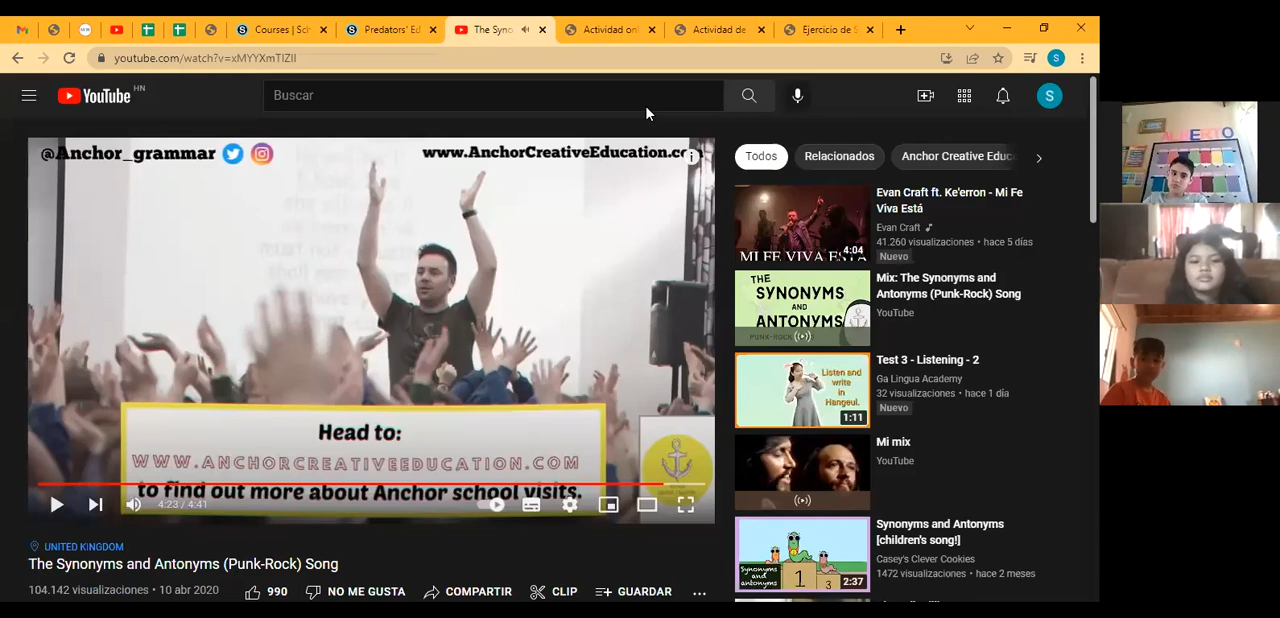 Courses | Sch
Predators' Ed
The Syno
Actividad onl
Actividad de
Ejercicio de S
youtube.com/watch?v=xMYYXmTIZII
S
YouTube HN
Buscar
S
@Anchor_grammar
www.AnchorCreativeEducation.co
Head to:
WWW.ANCHORCREATIVEEDUCATION.COM
to find out more about Anchor school visits.
4:23 / 4:41
UNITED KINGDOM
The Synonyms and Antonyms (Punk-Rock) Song
104.142 visualizaciones • 10 abr 2020
990
NO ME GUSTA
COMPARTIR
CLIP
GUARDAR
Todos
Relacionados
Anchor Creative Educ
Evan Craft ft. Ke'erron - Mi Fe
Viva Está
Evan Craft
41.260 visualizaciones • hace 5 días
Nuevo
MI FE VIVA ESTA
4:04
THE
SYNONYMS
AND
ANTONYMS
PUNK-ROCK
Mix: The Synonyms and
Antonyms (Punk-Rock) Song
YouTube
Listen and
write
in
Hangeul.
1:11
Test 3 - Listening - 2
Ga Lingua Academy
32 visualizaciones • hace 1 día
Nuevo
Mi mix
YouTube
Synonyms
and
antonyms
1
3
2:37
Synonyms and Antonyms
[children's song!]
Casey's Clever Cookies
1472 visualizaciones • hace 2 meses
ALBERTO